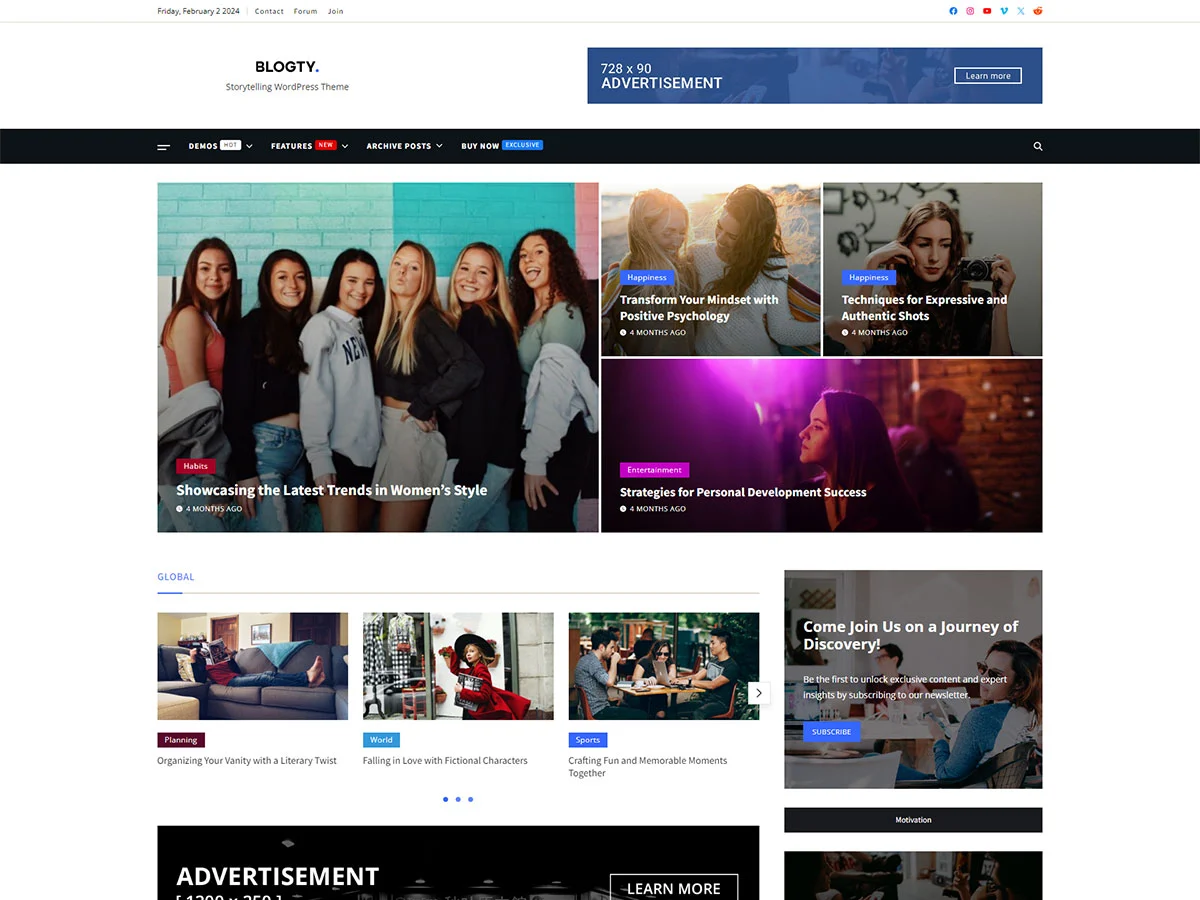 Friday, February 2 2024
Contact
Forum
Join
BLOGTY.
Storytelling WordPress Theme
728 x 90
ADVERTISEMENT
Learn more
DEMOS HOT
FEATURES NEW
ARCHIVE POSTS
BUY NOW EXCLUSIVE
NEW
Habits
Showcasing the Latest Trends in Women’s Style
4 MONTHS AGO
Happiness
Transform Your Mindset with
Positive Psychology
4 MONTHS AGO
Happiness
Techniques for Expressive and
Authentic Shots
4 MONTHS AGO
Entertainment
Strategies for Personal Development Success
4 MONTHS AGO
GLOBAL
Planning
Organizing Your Vanity with a Literary Twist
World
Falling in Love with Fictional Characters
Sports
Crafting Fun and Memorable Moments
Together
Come Join Us on a Journey of
Discovery!
Be the first to unlock exclusive content and expert
insights by subscribing to our newsletter.
SUBSCRIBE
Motivation
ADVERTISEMENT
LEARN MORE